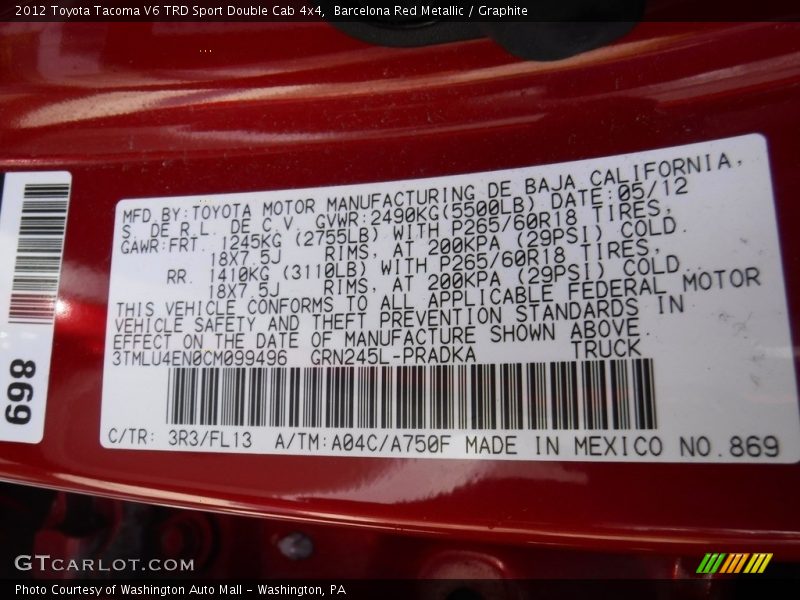 2012 Toyota Tacoma V6 TRD Sport Double Cab 4x4, Barcelona Red Metallic / Graphite
MFD.BY:TOYOTA MOTOR MANUFACTURING DE BAJA CALIFORNIA,
S. DE R.L. DE C.V. GVWR:2490KG(5500LB) DATE:05/12
GAWR:FRT. 1245KG (2755LB) WITH P265/60R18 TIRES,
18X7.5J RIMS, AT 200KPA (29PSI) COLD.
RR. 1410KG (3110LB) WITH P265/60R18 TIRES,
18X7.5J RIMS, AT 200KPA (29PSI) COLD.
THIS VEHICLE CONFORMS TO ALL APPLICABLE FEDERAL MOTOR
VEHICLE SAFETY AND THEFT PREVENTION STANDARDS IN
EFFECT ON THE DATE OF MANUFACTURE SHOWN ABOVE.
3TMLU4EN0CM099496 GRN245L-PRADKA TRUCK
C/TR: 3R3/FL13 A/TM:A04C/A750F MADE IN MEXICO NO.869
869
GTCARLOT.COM
Photo Courtesy of Washington Auto Mall - Washington, PA